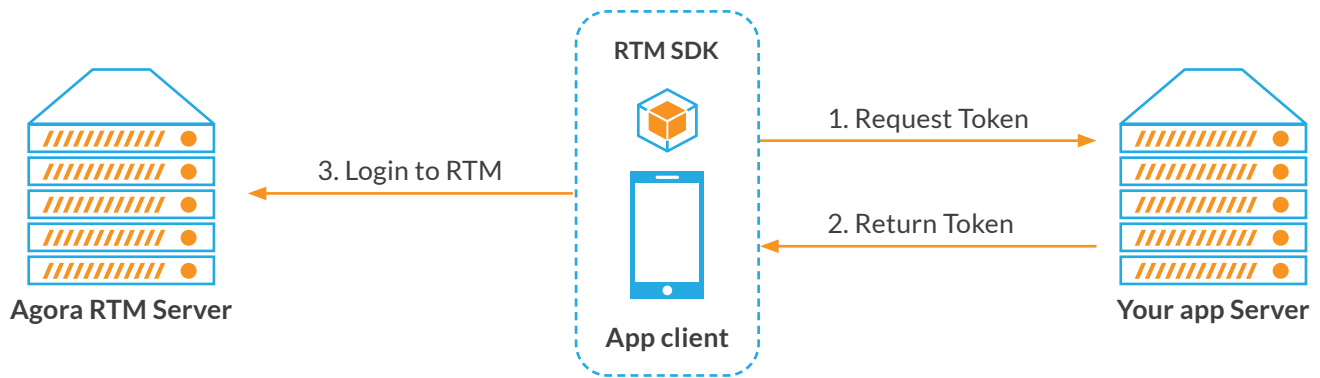 RTM SDK
1. Request Token
3. Login to RTM
2. Return Token
Agora RTM Server
App client
Your app Server